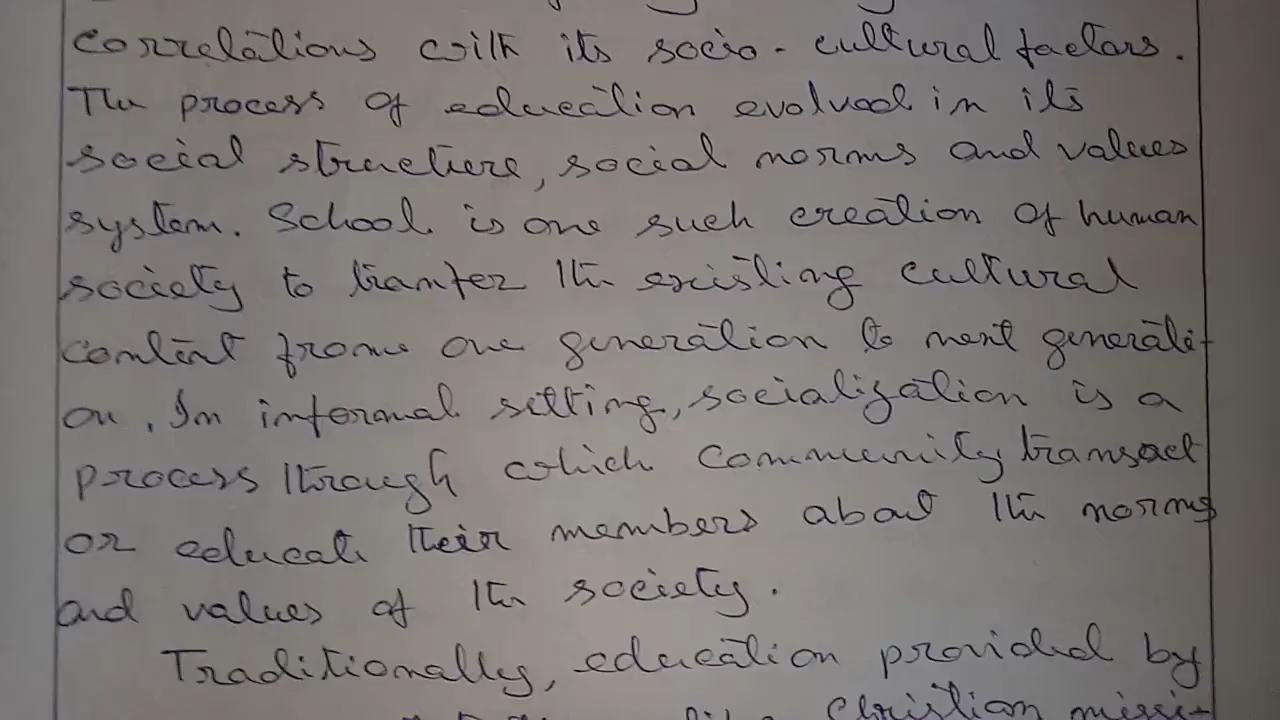 correlations with its socio-cultural factors.
The process of education evolved in its
social structure, social norms and values
system. School is one such creation of human
society to tranfer the existing cultural
content from one generation to next generati-
on. In informal setting, socialization is a
process through which community transact
or educate their members about the norms
and values of the society.
Traditionally, education provided by
Christian missi-